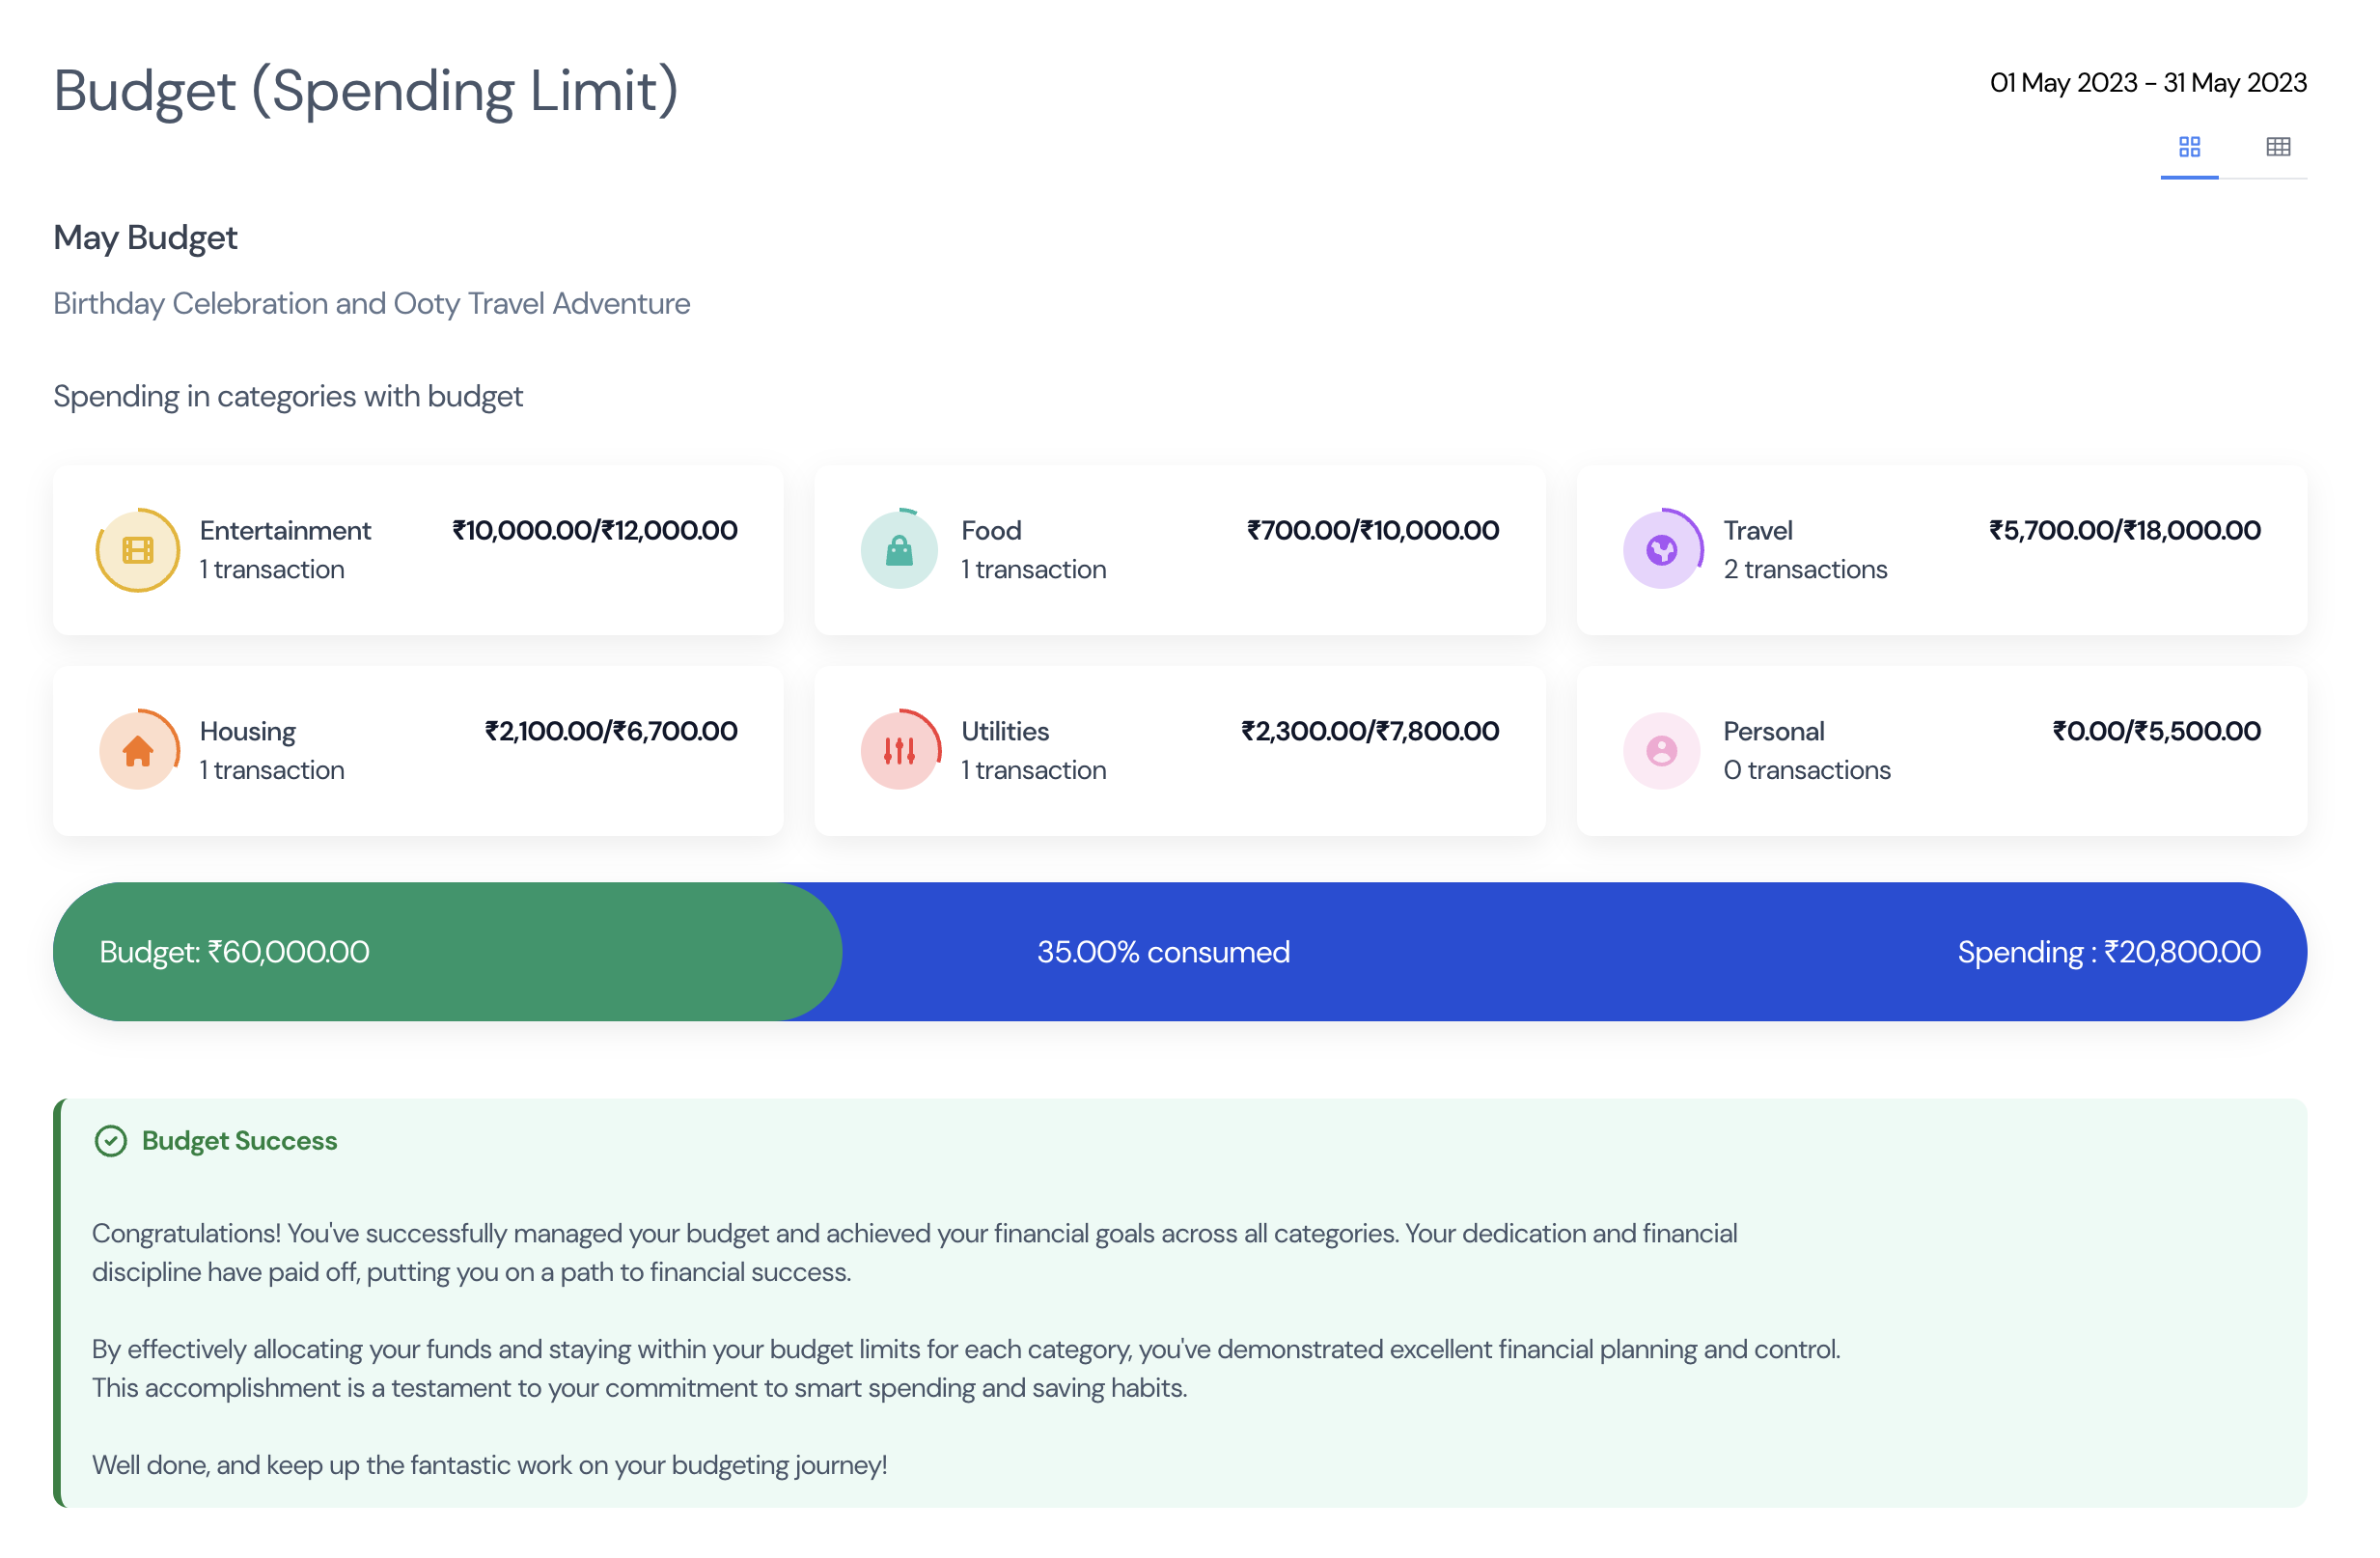 Budget (Spending Limit)
01 May 2023 - 31 May 2023
May Budget
Birthday Celebration and Ooty Travel Adventure
Spending in categories with budget
Entertainment ₹10,000.00/₹12,000.00
1 transaction
Food ₹700.00/₹10,000.00
1 transaction
Travel ₹5,700.00/₹18,000.00
2 transactions
Housing ₹2,100.00/₹6,700.00
1 transaction
Utilities ₹2,300.00/₹7,800.00
1 transaction
Personal ₹0.00/₹5,500.00
0 transactions
Budget: ₹60,000.00 35.00% consumed Spending : ₹20,800.00
Budget Success
Congratulations! You've successfully managed your budget and achieved your financial goals across all categories. Your dedication and financial
discipline have paid off, putting you on a path to financial success.
By effectively allocating your funds and staying within your budget limits for each category, you've demonstrated excellent financial planning and control.
This accomplishment is a testament to your commitment to smart spending and saving habits.
Well done, and keep up the fantastic work on your budgeting journey!